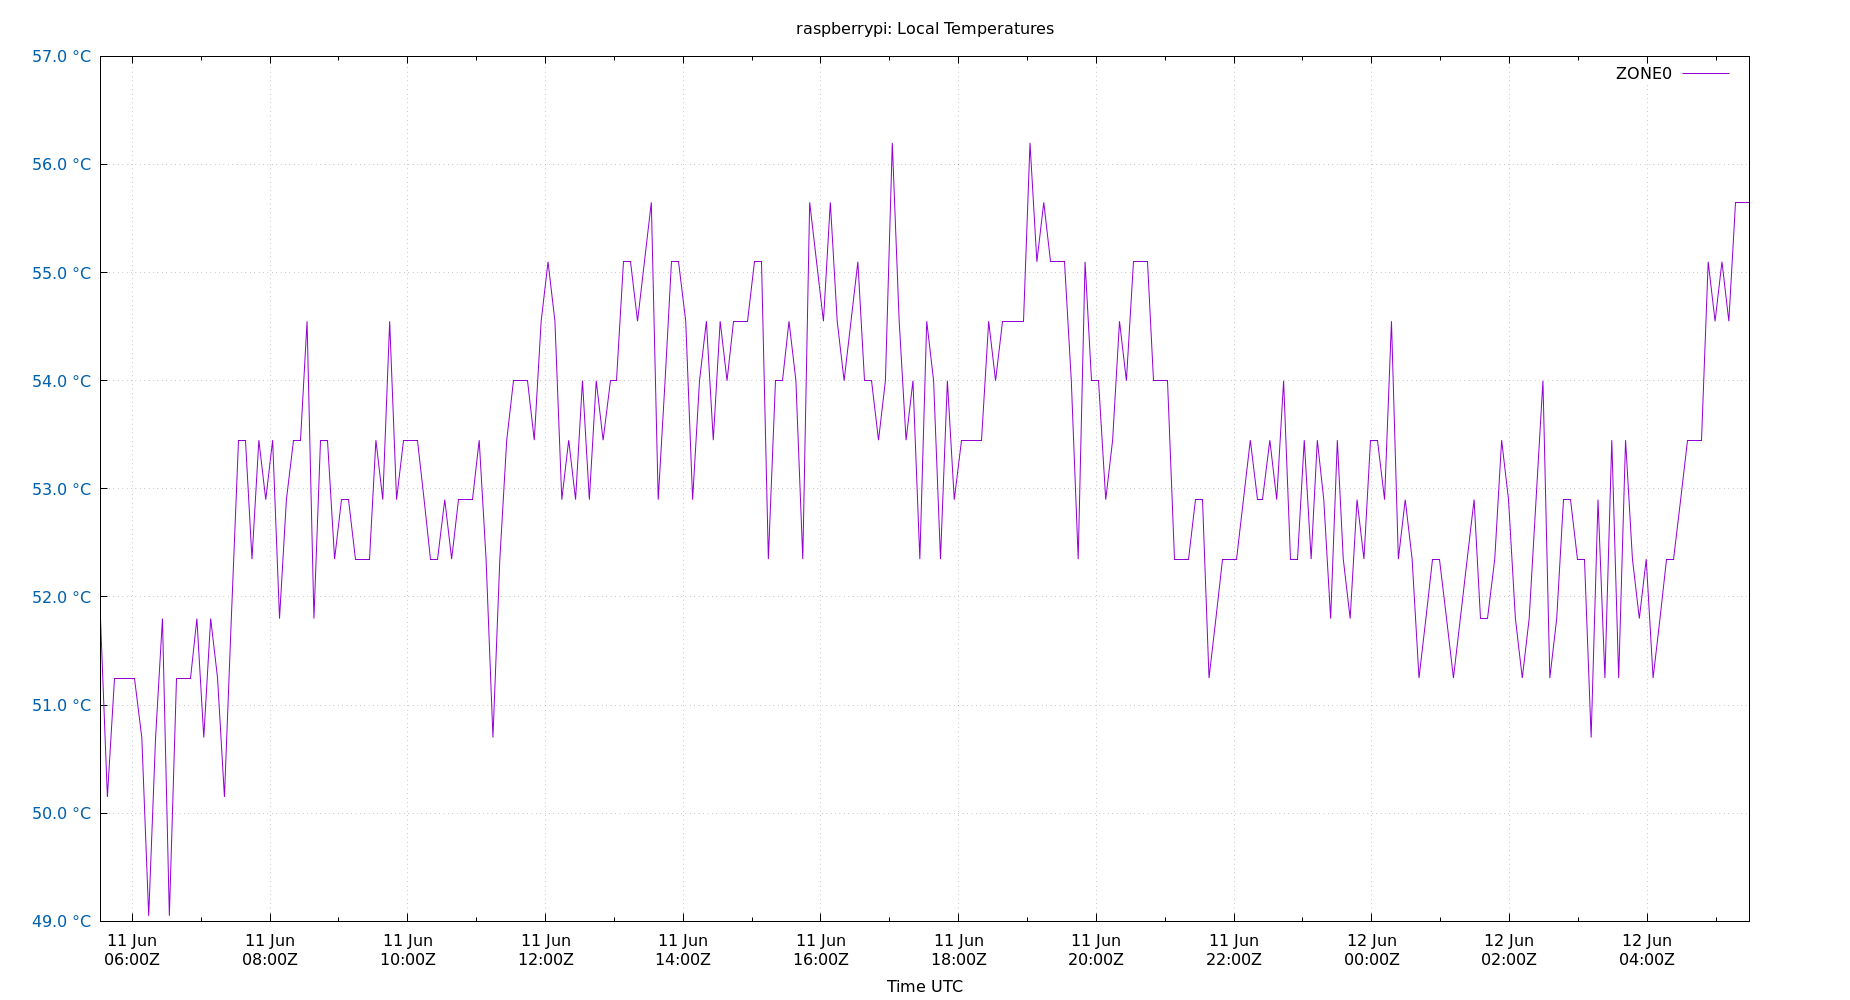 raspberrypi: Local Temperatures
57.0 °C
ZONE0
56.0 °C
55.0 °C
54.0 °C
53.0 °C
52.0 °C
51.0 °C
50.0 °C
49.0 °C
11 Jun 11 Jun 11 Jun 11 Jun 11 Jun 11 Jun 11 Jun 11 Jun 11 Jun 12 Jun 12 Jun 12 Jun
06:00Z 08:00Z 10:00Z 12:00Z 14:00Z 16:00Z 18:00Z 20:00Z 22:00Z 00:00Z 02:00Z 04:00Z
Time UTC